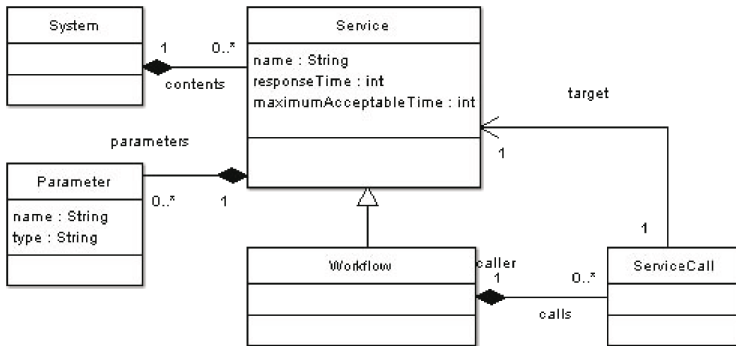 System
Service
1
0..*
name : String
responseTime : int
maximumAcceptableTime : int
contents
target
parameters
1
Parameter
0..*
1
name : String
type : String
1
Workflow
caller
1
0..*
ServiceCall
calls